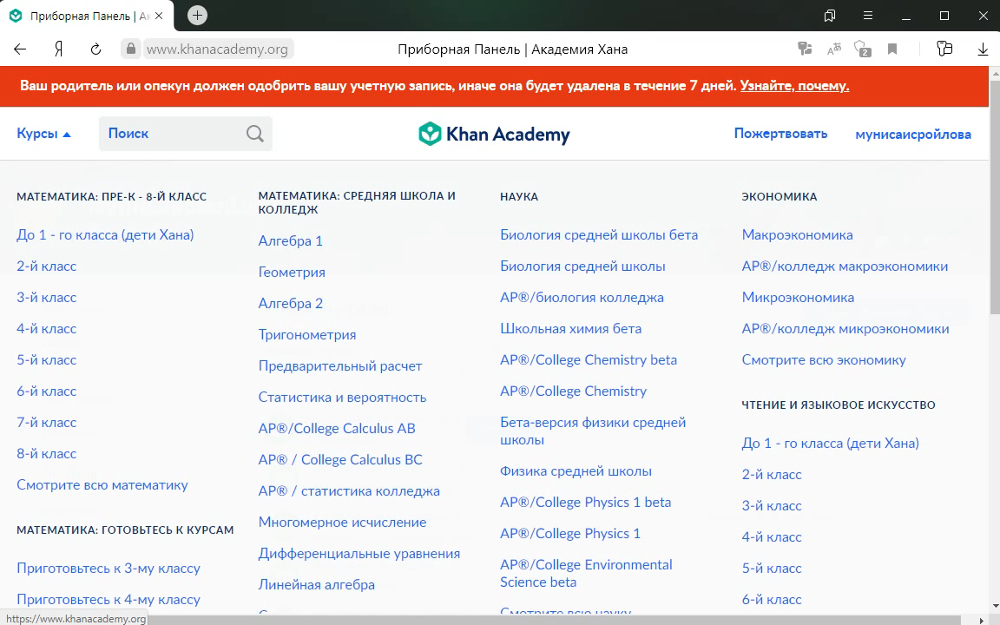 Приборная Панель | Ак
www.khanacademy.org
Приборная Панель | Академия Хана
2
Ваш родитель или опекун должен одобрить вашу учетную запись, иначе она будет удалена в течение 7 дней. Узнайте, почему.
Курсы
Поиск
Khan Academy
Пожертвовать
мунисаисройлова
МАТЕМАТИКА: ПРЕ-К - 8-Й КЛАСС
До 1 - го класса (дети Хана)
2-й класс
3-й класс
4-й класс
5-й класс
6-й класс
7-й класс
8-й класс
Смотрите всю математику
МАТЕМАТИКА: ГОТОВЬТЕСЬ К КУРСАМ
Приготовьтесь к 3-му классу
Приготовьтесь к 4-му классу
МАТЕМАТИКА: СРЕДНЯЯ ШКОЛА И
КОЛЛЕДЖ
Алгебра 1
Геометрия
Алгебра 2
Тригонометрия
Предварительный расчет
Статистика и вероятность
AP®/College Calculus AB
AP® / College Calculus BC
AP® / статистика колледжа
Многомерное исчисление
Дифференциальные уравнения
Линейная алгебра
НАУКА
Биология средней школы бета
Биология средней школы
AP®/биология колледжа
Школьная химия бета
AP®/College Chemistry beta
AP®/College Chemistry
Бета-версия физики средней
школы
Физика средней школы
AP®/College Physics 1 beta
AP®/College Physics 1
AP®/College Environmental
Science beta
Смотрите всю науку
ЭКОНОМИКА
Макроэкономика
AP®/колледж макроэкономики
Микроэкономика
AP®/колледж микроэкономики
Смотрите всю экономику
ЧТЕНИЕ И ЯЗЫКОВОЕ ИСКУССТВО
До 1 - го класса (дети Хана)
2-й класс
3-й класс
4-й класс
5-й класс
6-й класс
https://www.khanacademy.org